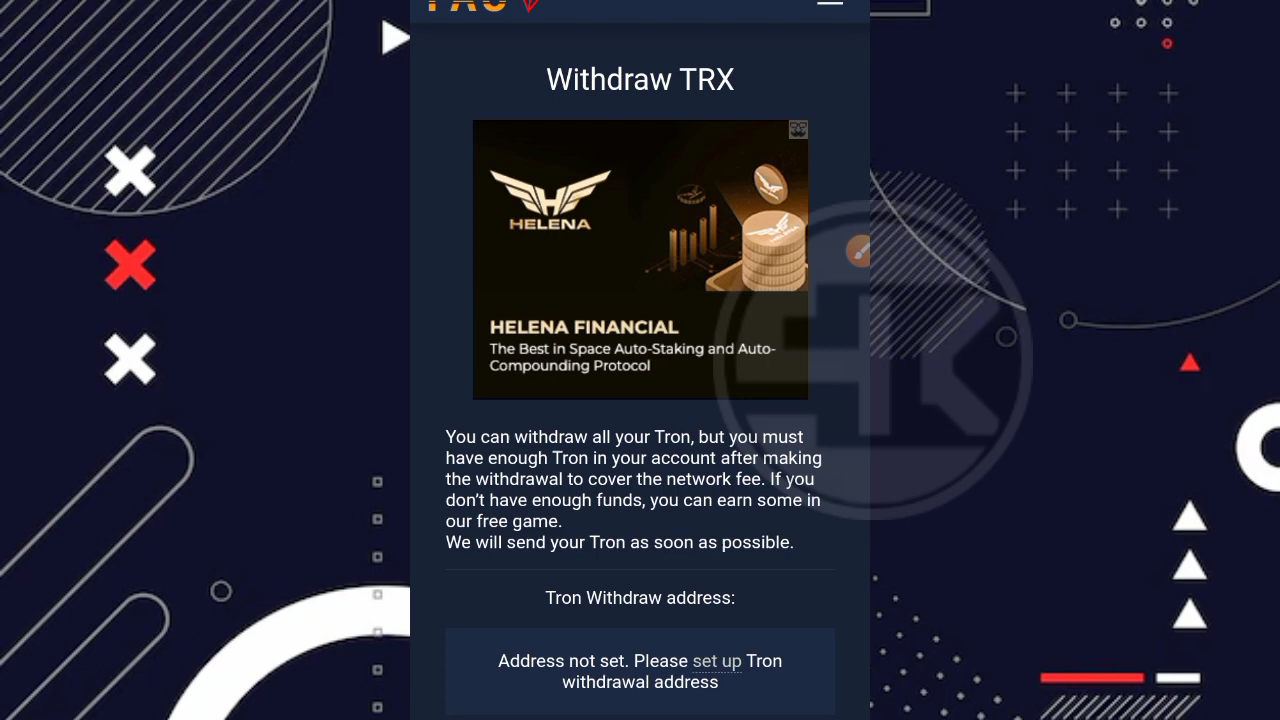 Withdraw TRX
HELENA
HELENA FINANCIAL
The Best in Space Auto-Staking and Auto-
Compounding Protocol
You can withdraw all your Tron, but you must
have enough Tron in your account after making
the withdrawal to cover the network fee. If you
don’t have enough funds, you can earn some in
our free game.
We will send your Tron as soon as possible.
Tron Withdraw address:
Address not set. Please set up Tron
withdrawal address